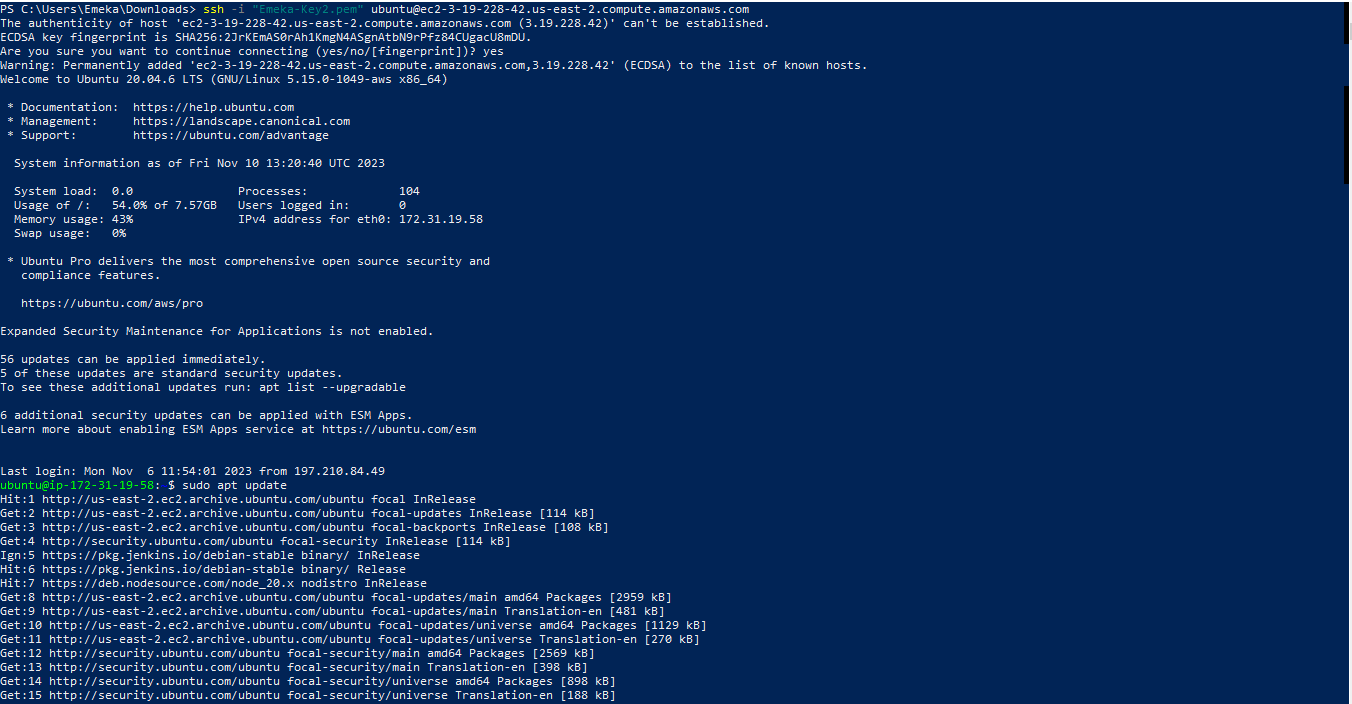 PS C:\Users\Emeka\Downloads> ssh -i "Emeka-Key2.pem" ubuntu@ec2-3-19-228-42.us-east-2.compute.amazonaws.com
The authenticity of host 'ec2-3-19-228-42.us-east-2.compute.amazonaws.com (3.19.228.42)' can't be established.
ECDSA key fingerprint is SHA256:2JrKEmAS0rAh1KmgN4ASgnAtbN9rPfz84CUgacU8mDU.
Are you sure you want to continue connecting (yes/no/[fingerprint])? yes
Warning: Permanently added 'ec2-3-19-228-42.us-east-2.compute.amazonaws.com,3.19.228.42' (ECDSA) to the list of known hosts.
Welcome to Ubuntu 20.04.6 LTS (GNU/Linux 5.15.0-1049-aws x86_64)
 * Documentation:  https://help.ubuntu.com
 * Management:     https://landscape.canonical.com
 * Support:        https://ubuntu.com/advantage
  System information as of Fri Nov 10 13:20:40 UTC 2023
  System load:  0.0               Processes:             104
  Usage of /:   54.0% of 7.57GB   Users logged in:       0
  Memory usage: 43%               IPv4 address for eth0: 172.31.19.58
  Swap usage:   0%
 * Ubuntu Pro delivers the most comprehensive open source security and
   compliance features.
   https://ubuntu.com/aws/pro
Expanded Security Maintenance for Applications is not enabled.
56 updates can be applied immediately.
5 of these updates are standard security updates.
To see these additional updates run: apt list --upgradable
6 additional security updates can be applied with ESM Apps.
Learn more about enabling ESM Apps service at https://ubuntu.com/esm
Last login: Mon Nov  6 11:54:01 2023 from 197.210.84.49
ubuntu@ip-172-31-19-58: $ sudo apt update
Hit:1 http://us-east-2.ec2.archive.ubuntu.com/ubuntu focal InRelease
Get:2 http://us-east-2.ec2.archive.ubuntu.com/ubuntu focal-updates InRelease [114 kB]
Get:3 http://us-east-2.ec2.archive.ubuntu.com/ubuntu focal-backports InRelease [108 kB]
Get:4 http://security.ubuntu.com/ubuntu focal-security InRelease [114 kB]
Ign:5 https://pkg.jenkins.io/debian-stable binary/ InRelease
Hit:6 https://pkg.jenkins.io/debian-stable binary/ Release
Hit:7 https://deb.nodesource.com/node_20.x nodistro InRelease
Get:8 http://us-east-2.ec2.archive.ubuntu.com/ubuntu focal-updates/main amd64 Packages [2959 kB]
Get:9 http://us-east-2.ec2.archive.ubuntu.com/ubuntu focal-updates/main Translation-en [481 kB]
Get:10 http://us-east-2.ec2.archive.ubuntu.com/ubuntu focal-updates/universe amd64 Packages [1129 kB]
Get:11 http://us-east-2.ec2.archive.ubuntu.com/ubuntu focal-updates/universe Translation-en [270 kB]
Get:12 http://security.ubuntu.com/ubuntu focal-security/main amd64 Packages [2569 kB]
Get:13 http://security.ubuntu.com/ubuntu focal-security/main Translation-en [398 kB]
Get:14 http://security.ubuntu.com/ubuntu focal-security/universe amd64 Packages [898 kB]
Get:15 http://security.ubuntu.com/ubuntu focal-security/universe Translation-en [188 kB]